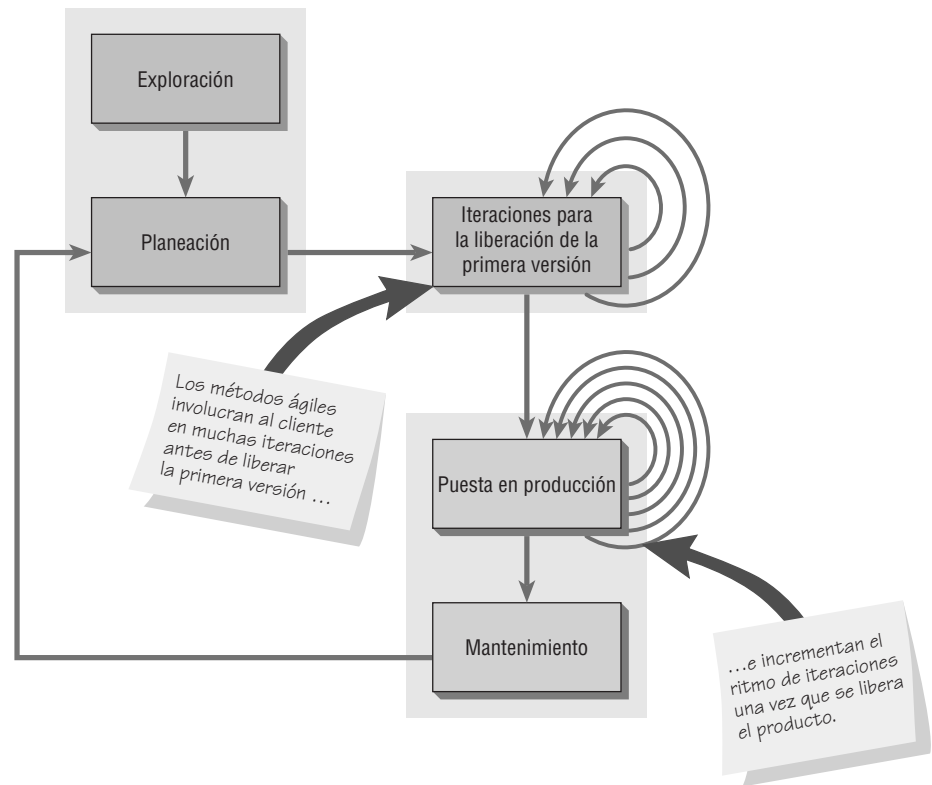 Exploración
Planeación
Iteraciones para
la liberación de la
primera versión
Los métodos ágiles
involucran al cliente
en muchas iteraciones
antes de liberar
la primera versión ...
Puesta en producción
Mantenimiento
...e incrementan el
ritmo de iteraciones
una vez que se libera
el producto.